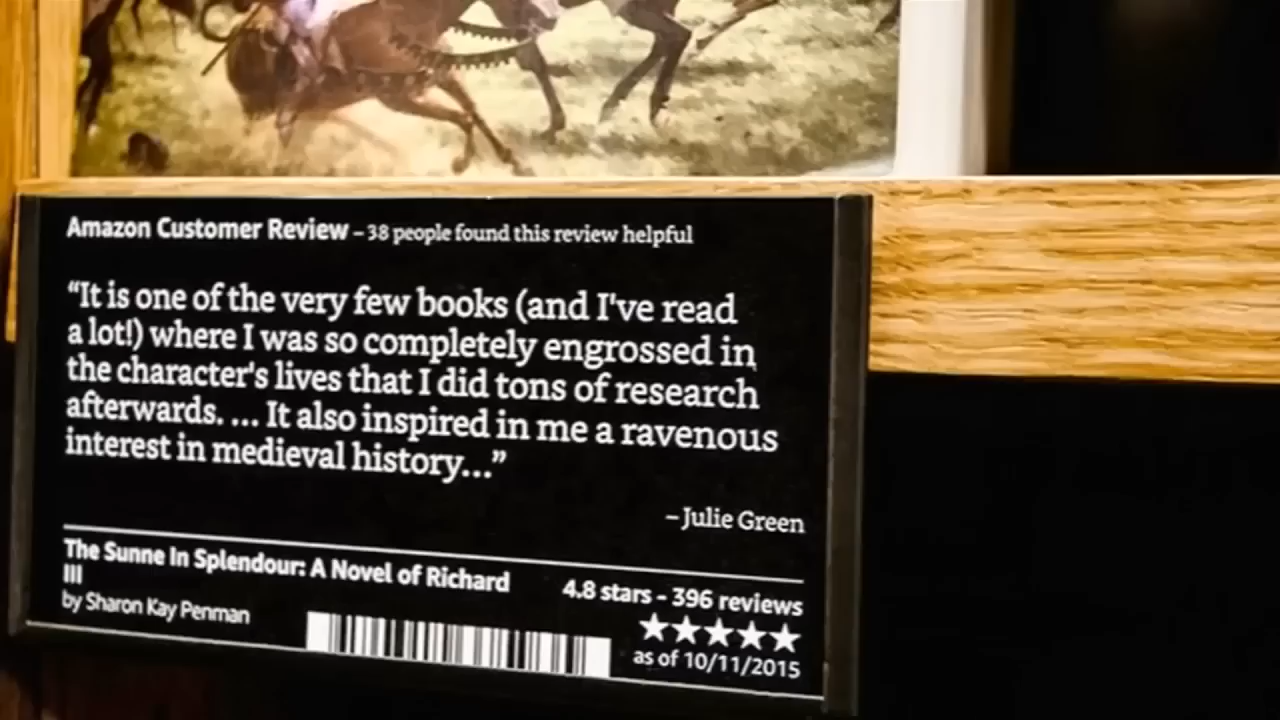 Amazon Customer Review – 38 people found this review helpful
“It is one of the very few books (and I've read
a lot!) where I was so completely engrossed in
the character's lives that I did tons of research
afterwards. ... It also inspired in me a ravenous
interest in medieval history...”
– Julie Green
The Sunne In Splendour: A Novel of Richard
III
by Sharon Kay Penman
4.8 stars - 396 reviews
as of 10/11/2015